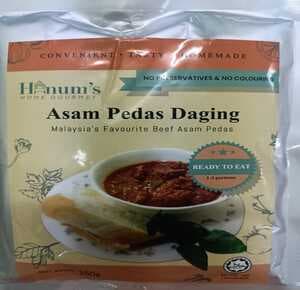 CONVENIENT • TASTY • HOMEMADE
NO PRESERVATIVES & NO COLOURING
Hanum's
HOME GOURMET
Asam Pedas Daging
Malaysia's Favourite Beef Asam Pedas
READY TO EAT